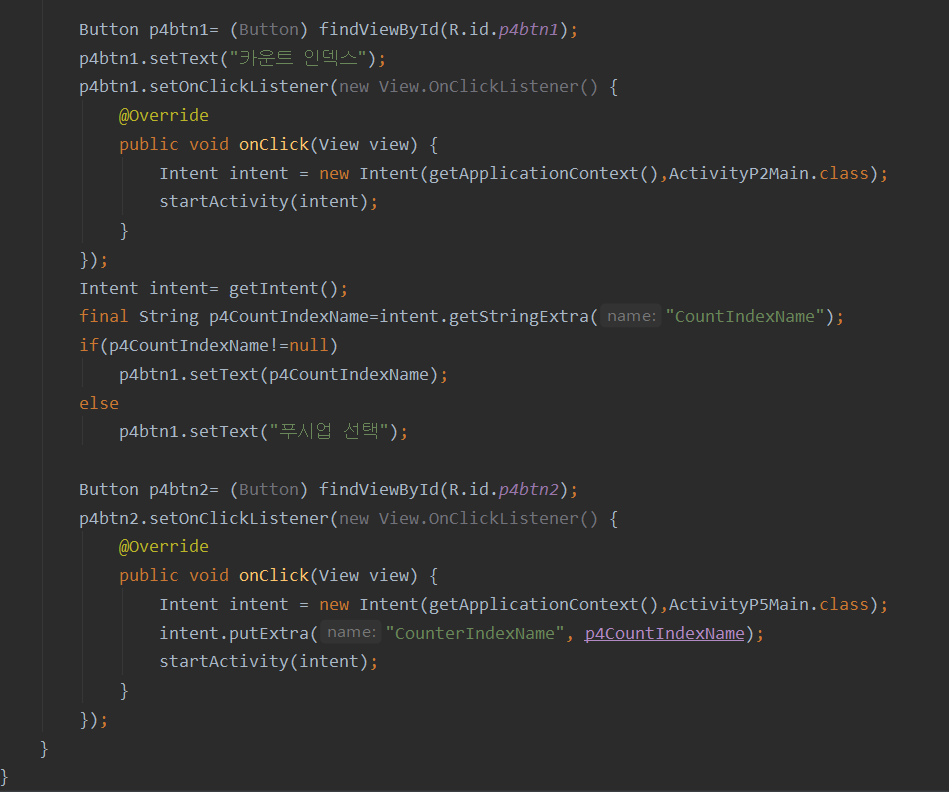 Button p4btn1= (Button) findViewById(R.id.p4btn1);
p4btn1.setText("카운트 인덱스");
p4btn1.setOnClickListener(new View.OnClickListener() {
@Override
public void onClick(View view) {
Intent intent = new Intent(getApplicationContext(),ActivityP2Main.class);
startActivity(intent);
}
});
Intent intent= getIntent();
final String p4CountIndexName=intent.getStringExtra( name: "CountIndexName");
if(p4CountIndexName!=null)
p4btn1.setText(p4CountIndexName);
else
p4btn1.setText("푸시업 선택");
Button p4btn2= (Button) findViewById(R.id.p4btn2);
p4btn2.setOnClickListener(new View.OnClickListener() {
@Override
public void onClick(View view) {
Intent intent = new Intent(getApplicationContext(),ActivityP5Main.class);
intent.putExtra( name: "CounterIndexName", p4CountIndexName);
startActivity(intent);
}
});
}
}